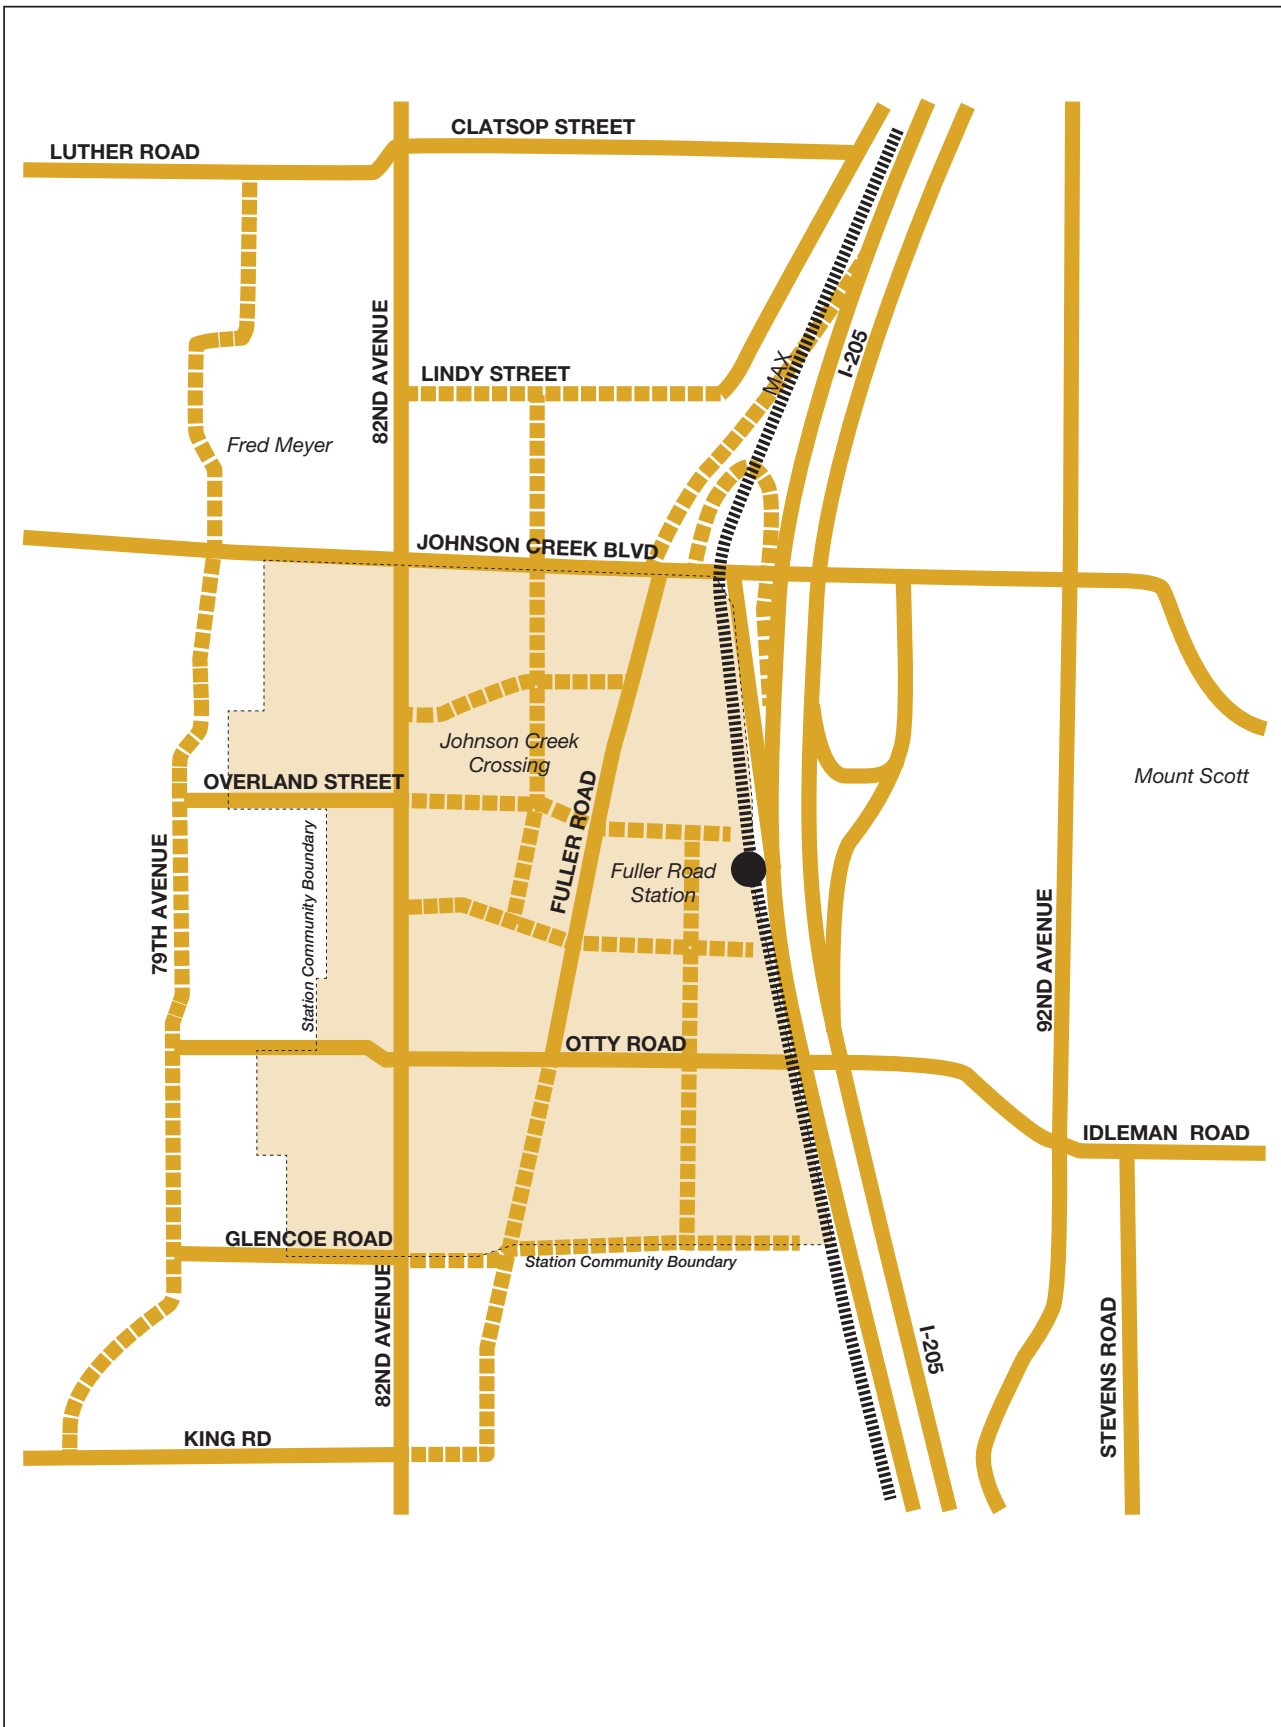 CLATSOP STREET
LUTHER ROAD
82ND AVENUE
I-205
MAX
LINDY STREET
Fred Meyer
JOHNSON CREEK BLVD
Johnson Creek
Crossing
Mount Scott
OVERLAND STREET
FULLER ROAD
79TH AVENUE
Station Community Boundary
Fuller Road
Station
92ND AVENUE
OTTY ROAD
IDLEMAN ROAD
GLENCOE ROAD
Station Community Boundary
82ND AVENUE
I-205
STEVENS ROAD
KING RD